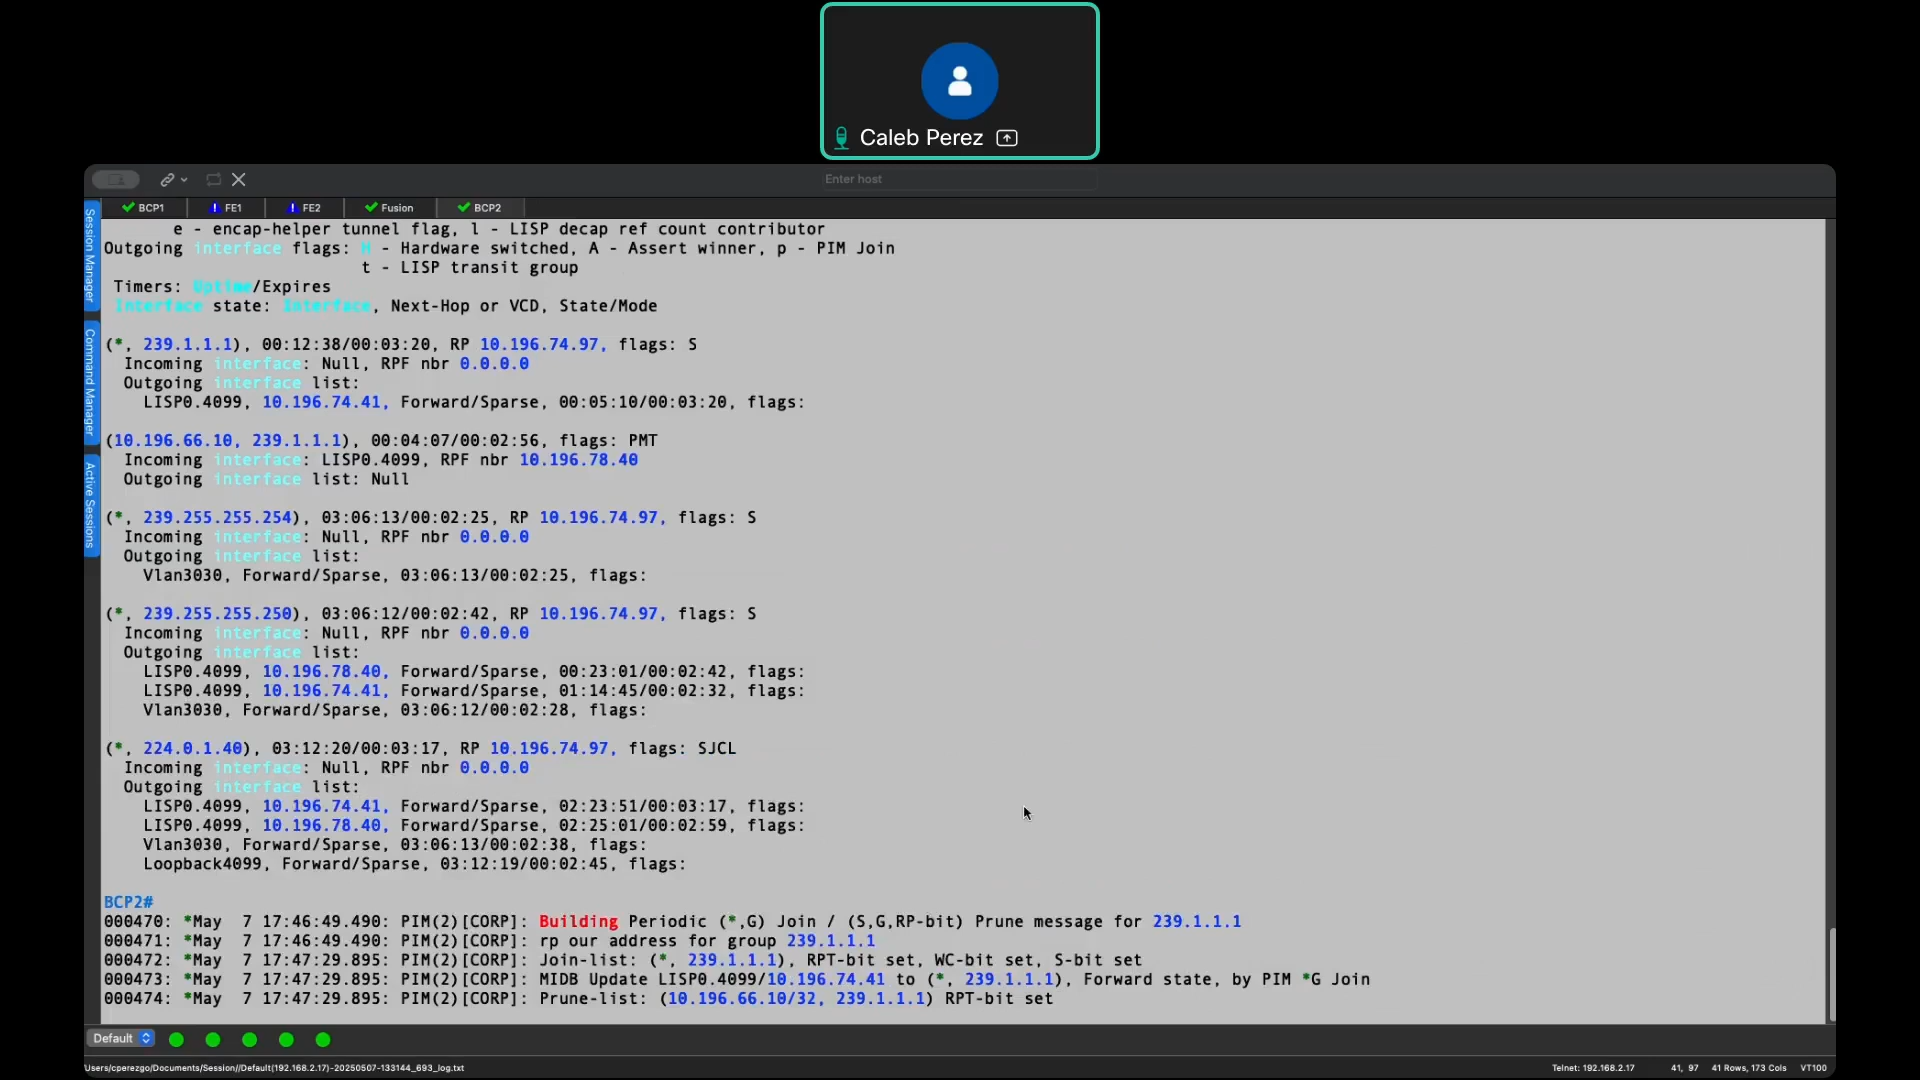 Caleb Perez
Enter host
BCP1 FE1 FE2 Fusion BCP2
Session Manager
Command Manager
Active Sessions
e - encap-helper tunnel flag, l - LISP decap ref count contributor
Outgoing interface flags: H - Hardware switched, A - Assert winner, p - PIM Join
t - LISP transit group
Timers: Uptime/Expires
Interface state: Interface, Next-Hop or VCD, State/Mode
(*, 239.1.1.1), 00:12:38/00:03:20, RP 10.196.74.97, flags: S
Incoming interface: Null, RPF nbr 0.0.0.0
Outgoing interface list:
LISP0.4099, 10.196.74.41, Forward/Sparse, 00:05:10/00:03:20, flags:
(10.196.66.10, 239.1.1.1), 00:04:07/00:02:56, flags: PMT
Incoming interface: LISP0.4099, RPF nbr 10.196.78.40
Outgoing interface list: Null
(*, 239.255.255.254), 03:06:13/00:02:25, RP 10.196.74.97, flags: S
Incoming interface: Null, RPF nbr 0.0.0.0
Outgoing interface list:
Vlan3030, Forward/Sparse, 03:06:13/00:02:25, flags:
(*, 239.255.255.250), 03:06:12/00:02:42, RP 10.196.74.97, flags: S
Incoming interface: Null, RPF nbr 0.0.0.0
Outgoing interface list:
LISP0.4099, 10.196.78.40, Forward/Sparse, 00:23:01/00:02:42, flags:
LISP0.4099, 10.196.74.41, Forward/Sparse, 01:14:45/00:02:32, flags:
Vlan3030, Forward/Sparse, 03:06:12/00:02:28, flags:
(*, 224.0.1.40), 03:12:20/00:03:17, RP 10.196.74.97, flags: SJCL
Incoming interface: Null, RPF nbr 0.0.0.0
Outgoing interface list:
LISP0.4099, 10.196.74.41, Forward/Sparse, 02:23:51/00:03:17, flags:
LISP0.4099, 10.196.78.40, Forward/Sparse, 02:25:01/00:02:59, flags:
Vlan3030, Forward/Sparse, 03:06:13/00:02:38, flags:
Loopback4099, Forward/Sparse, 03:12:19/00:02:45, flags:
BCP2#
000470: *May  7 17:46:49.490: PIM(2)[CORP]: Building Periodic (*,G) Join / (S,G,RP-bit) Prune message for 239.1.1.1
000471: *May  7 17:46:49.490: PIM(2)[CORP]: rp our address for group 239.1.1.1
000472: *May  7 17:47:29.895: PIM(2)[CORP]: Join-list: (*, 239.1.1.1), RPT-bit set, WC-bit set, S-bit set
000473: *May  7 17:47:29.895: PIM(2)[CORP]: MIDB Update LISP0.4099/10.196.74.41 to (*, 239.1.1.1), Forward state, by PIM *G Join
000474: *May  7 17:47:29.895: PIM(2)[CORP]: Prune-list: (10.196.66.10/32, 239.1.1.1) RPT-bit set
Default
Users/cperezgo/Documents/Session//Default(192.168.2.17)-20250507-133144_693_log.txt Telnet: 192.168.2.17 41, 97 41 Rows, 173 Cols VT100